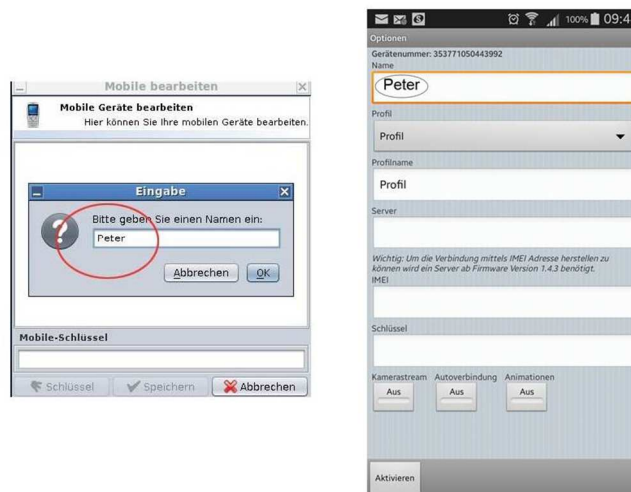 Mobile bearbeiten
Mobile Geräte bearbeiten
Hier können Sie Ihre mobilen Geräte bearbeiten.
Eingabe
Bitte geben Sie einen Namen ein:
Peter
Abbrechen
OK
Mobile-Schlüssel
Schlüssel
Speichern
Abbrechen
100% 09:4
Optionen
Gerätenummer: 353771050443992
Name
Peter
Profil
Profil
Profilname
Profil
Server
Wichtig: Um die Verbindung mittels IMEI Adresse herstellen zu
können wird ein Server ab Firmware Version 1.4.3 benötigt.
IMEI
Schlüssel
Kamerastream Autoverbindung Animationen
Aus Aus Aus
Aktivieren